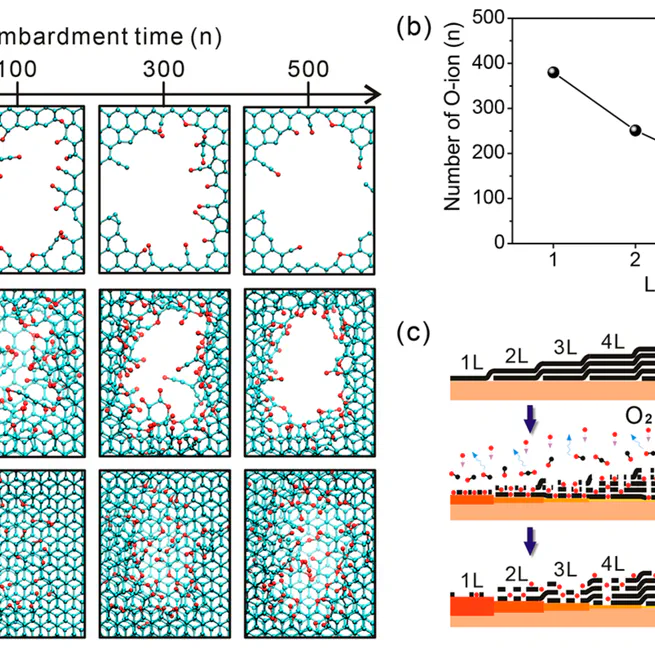 mbardment time (n)
100 300 500
(b)
Number of O-ion (n)
500
400
300
200
100
0
1 2
L
(c)
1L 2L 3L 4L
O₂
1L 2L 3L 4L